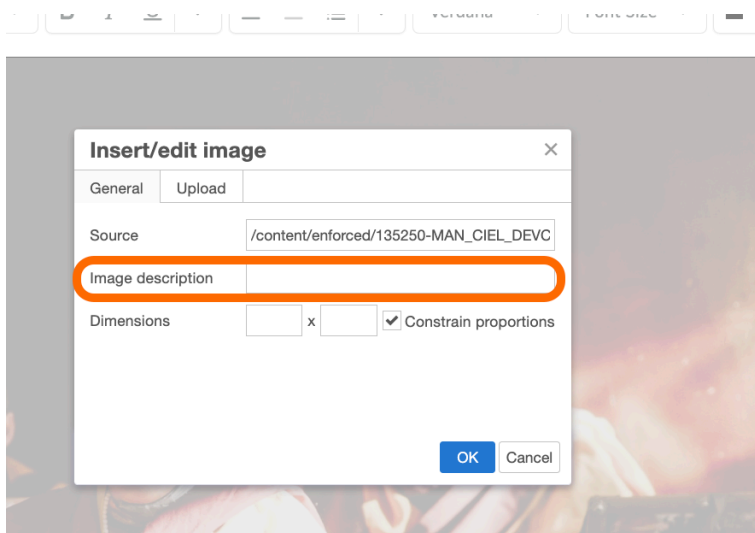 B I U Verdana Font Size
Insert/edit image ×
General Upload
Source /content/enforced/135250-MAN_CIEL_DEVC
Image description
Dimensions x Constrain proportions
OK Cancel